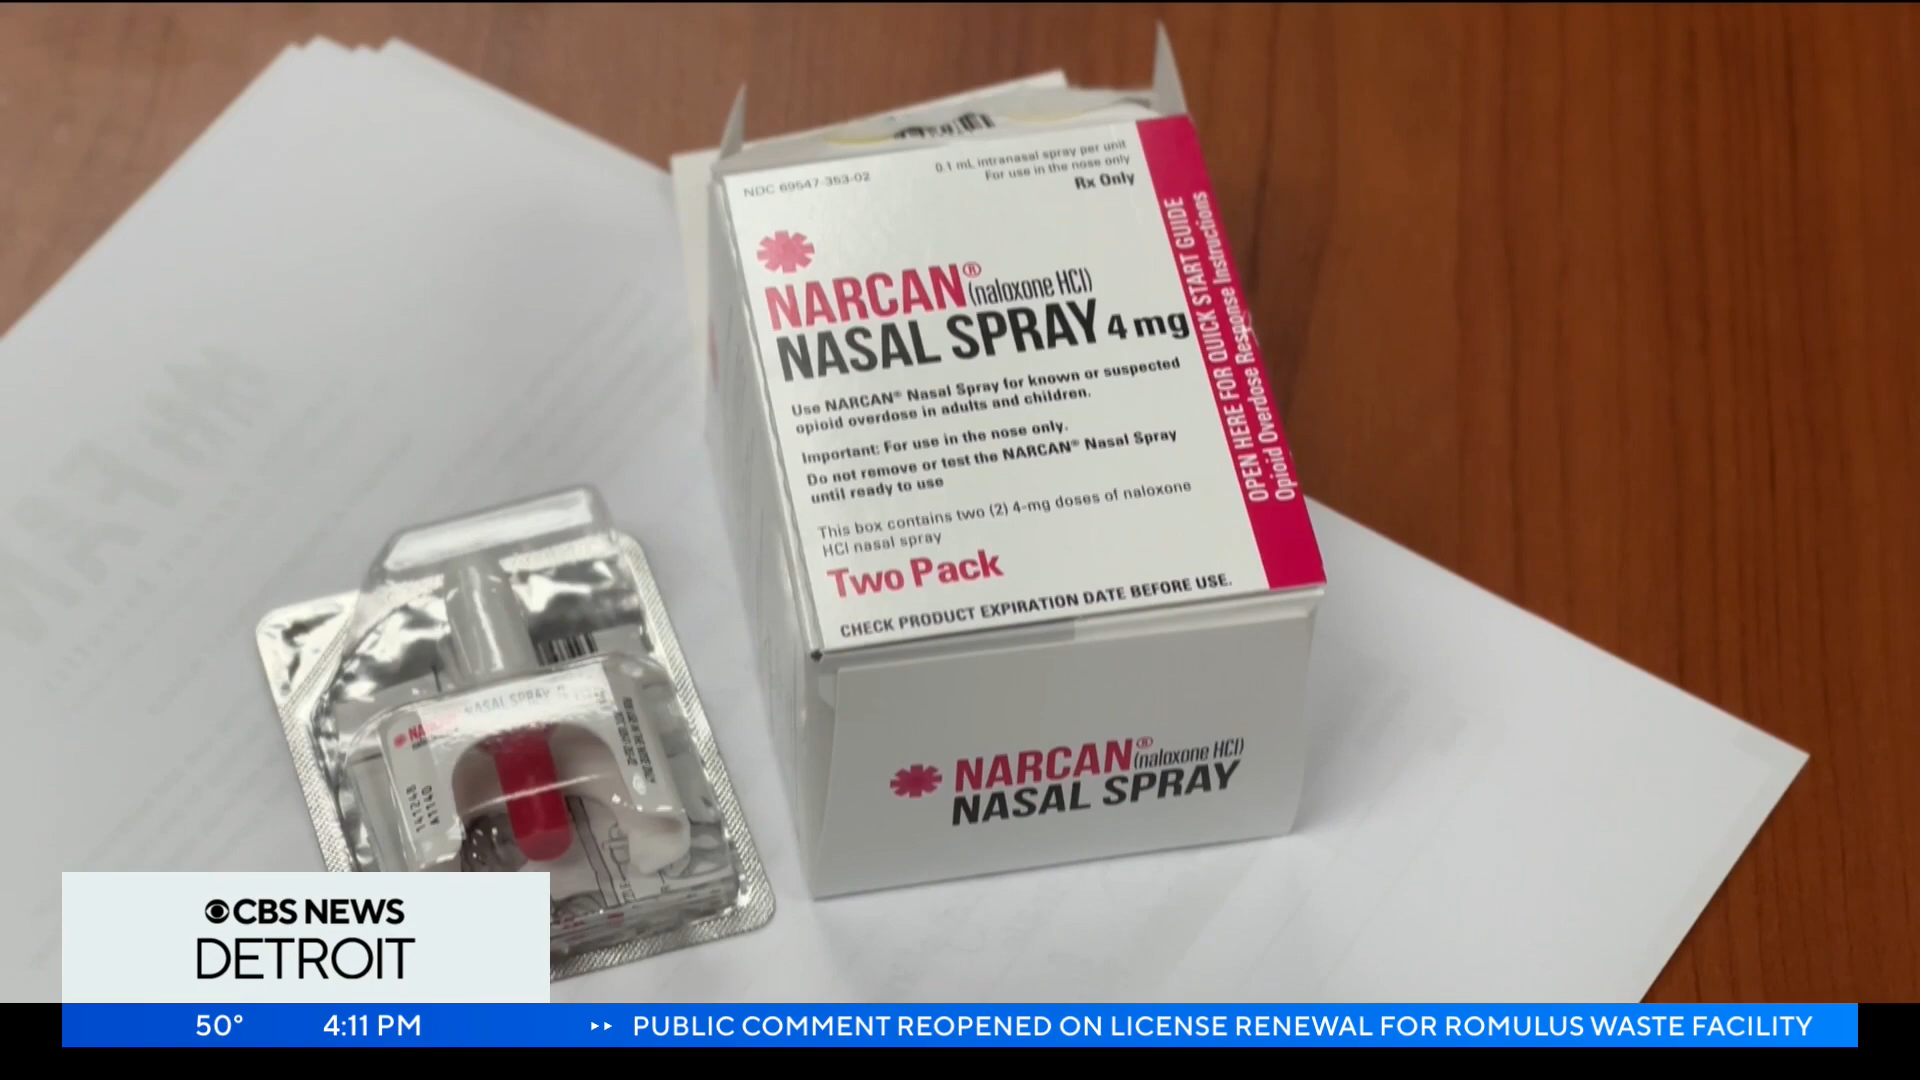 NDC 69547-353-02
0.1 mL intranasal spray per unit
For use in the nose only
Rx Only
NARCAN® (naloxone HCl)
NASAL SPRAY 4 mg
Use NARCAN® Nasal Spray for known or suspected
opioid overdose in adults and children.
Important: For use in the nose only.
Do not remove or test the NARCAN® Nasal Spray
until ready to use
This box contains two (2) 4-mg doses of naloxone
HCl nasal spray
Two Pack
CHECK PRODUCT EXPIRATION DATE BEFORE USE.
OPEN HERE FOR QUICK START GUIDE
Opioid Overdose Response Instructions
NARCAN® (naloxone HCl)
NASAL SPRAY
NASAL SPRAY
CBS NEWS
DETROIT
50° 4:11 PM PUBLIC COMMENT REOPENED ON LICENSE RENEWAL FOR ROMULUS WASTE FACILITY